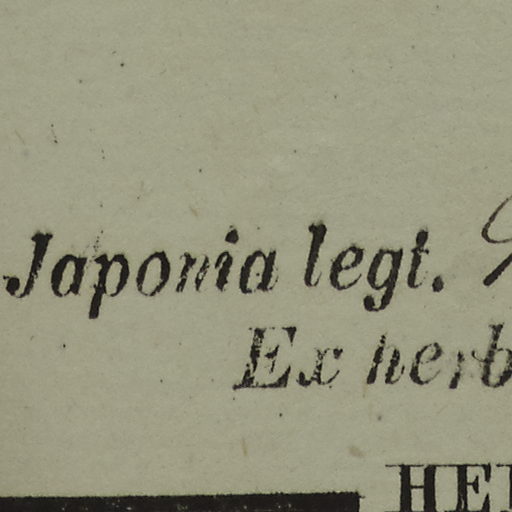 Japonia legt.
Ex herb
HE